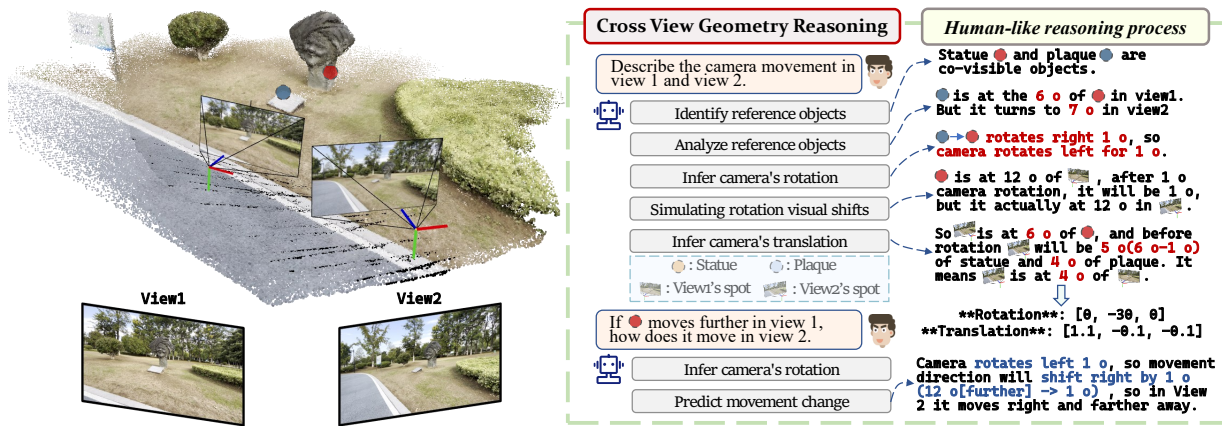 View1
View2
Cross View Geometry Reasoning
Describe the camera movement in
view 1 and view 2.
Identify reference objects
Analyze reference objects
Infer camera's rotation
Simulating rotation visual shifts
Infer camera's translation
: Statue
: Plaque
: View1's spot
: View2's spot
If moves further in view 1,
how does it move in view 2.
Infer camera's rotation
Predict movement change
Human-like reasoning process
Statue and plaque are
co-visible objects.
is at the 6 o of in view1.
But it turns to 7 o in view2
rotates right 1 o, so
camera rotates left for 1 o.
is at 12 o of , after 1 o
camera rotation, it will be 1 o,
but it actually at 12 o in .
So is at 6 o of , and before
rotation will be 5 o(6 o-1 o)
of statue and 4 o of plaque. It
means is at 4 o of .
**Rotation**: [0, -30, 0]
**Translation**: [1.1, -0.1, -0.1]
Camera rotates left 1 o, so movement
direction will shift right by 1 o
(12 o[further] -> 1 o) , so in View
2 it moves right and farther away.